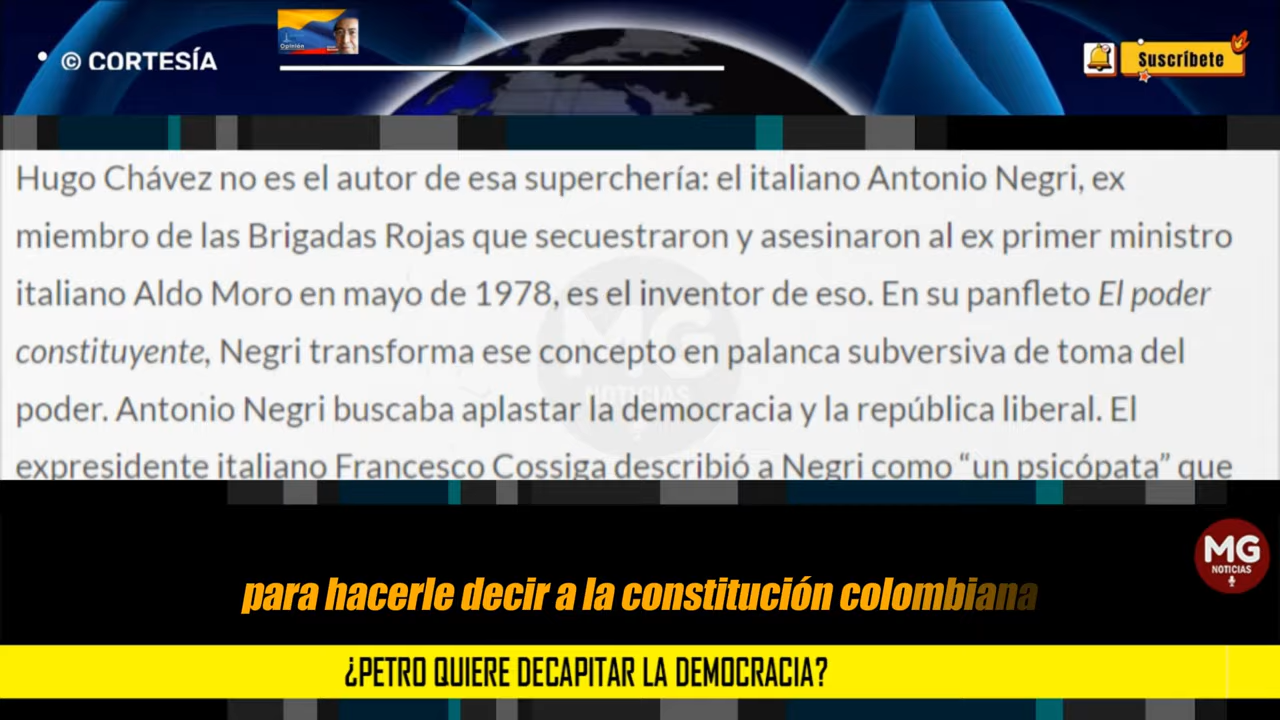 © CORTESÍA
Opinión
Suscríbete
Hugo Chávez no es el autor de esa superchería: el italiano Antonio Negri, ex
miembro de las Brigadas Rojas que secuestraron y asesinaron al ex primer ministro
italiano Aldo Moro en mayo de 1978, es el inventor de eso. En su panfleto El poder
constituyente, Negri transforma ese concepto en palanca subversiva de toma del
poder. Antonio Negri buscaba aplastar la democracia y la república liberal. El
expresidente italiano Francesco Cossiga describió a Negri como “un psicópata” que
MG
NOTICIAS
MG
NOTICIAS
para hacerle decir a la constitución colombiana
¿PETRO QUIERE DECAPITAR LA DEMOCRACIA?